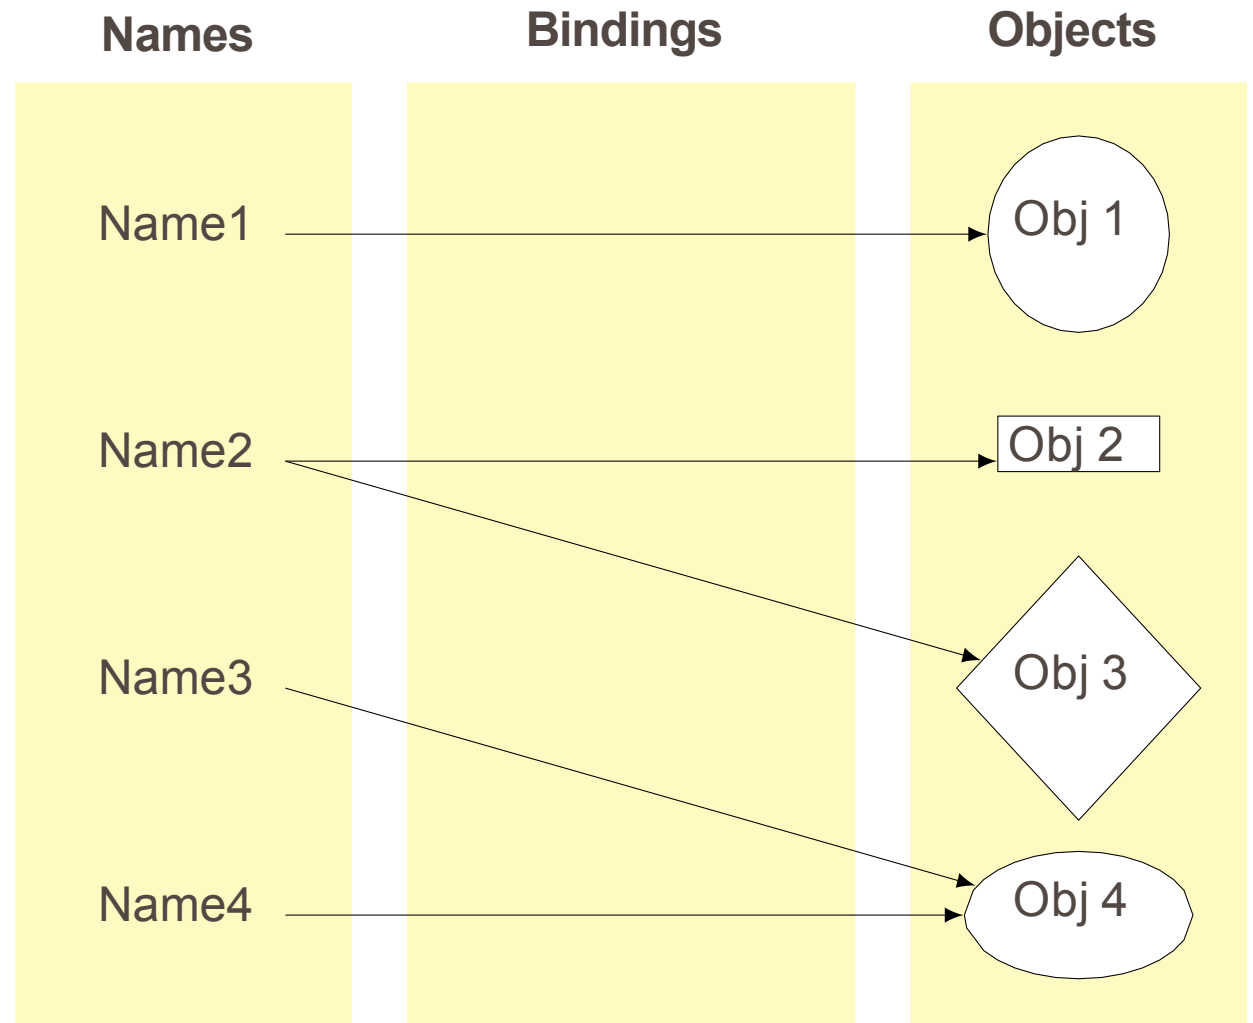 Names Bindings Objects
Name1 Obj 1
Name2 Obj 2
Name3 Obj 3
Name4 Obj 4